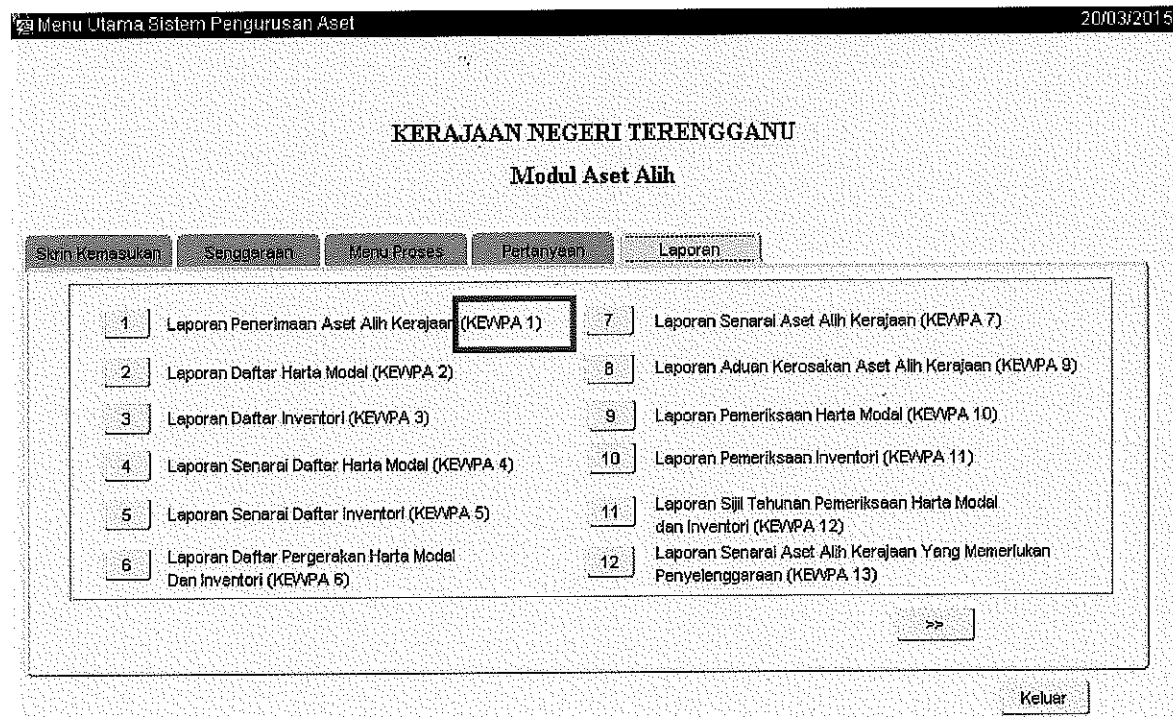 Menu Utama Sistem Pengurusan Aset 20/03/2015
KERAJAAN NEGERI TERENGGANU
Modul Aset Alih
Skrin Kemasukan Senggaraan Menu Proses Pertanyaan Laporan
1 Laporan Penerimaan Aset Alih Kerajaan (KEWPA 1)
2 Laporan Daftar Harta Modal (KEWPA 2)
3 Laporan Daftar Inventori (KEWPA 3)
4 Laporan Senarai Daftar Harta Modal (KEWPA 4)
5 Laporan Senarai Daftar Inventori (KEWPA 5)
6 Laporan Daftar Pergerakan Harta Modal
Dan Inventori (KEWPA 6)
7 Laporan Senarai Aset Alih Kerajaan (KEWPA 7)
8 Laporan Aduan Kerosakan Aset Alih Kerajaan (KEWPA 9)
9 Laporan Pemeriksaan Harta Modal (KEWPA 10)
10 Laporan Pemeriksaan Inventori (KEWPA 11)
11 Laporan Sijil Tahunan Pemeriksaan Harta Modal
dan Inventori (KEWPA 12)
12 Laporan Senarai Aset Alih Kerajaan Yang Memerlukan
Penyelenggaraan (KEWPA 13)
>>
Keluar